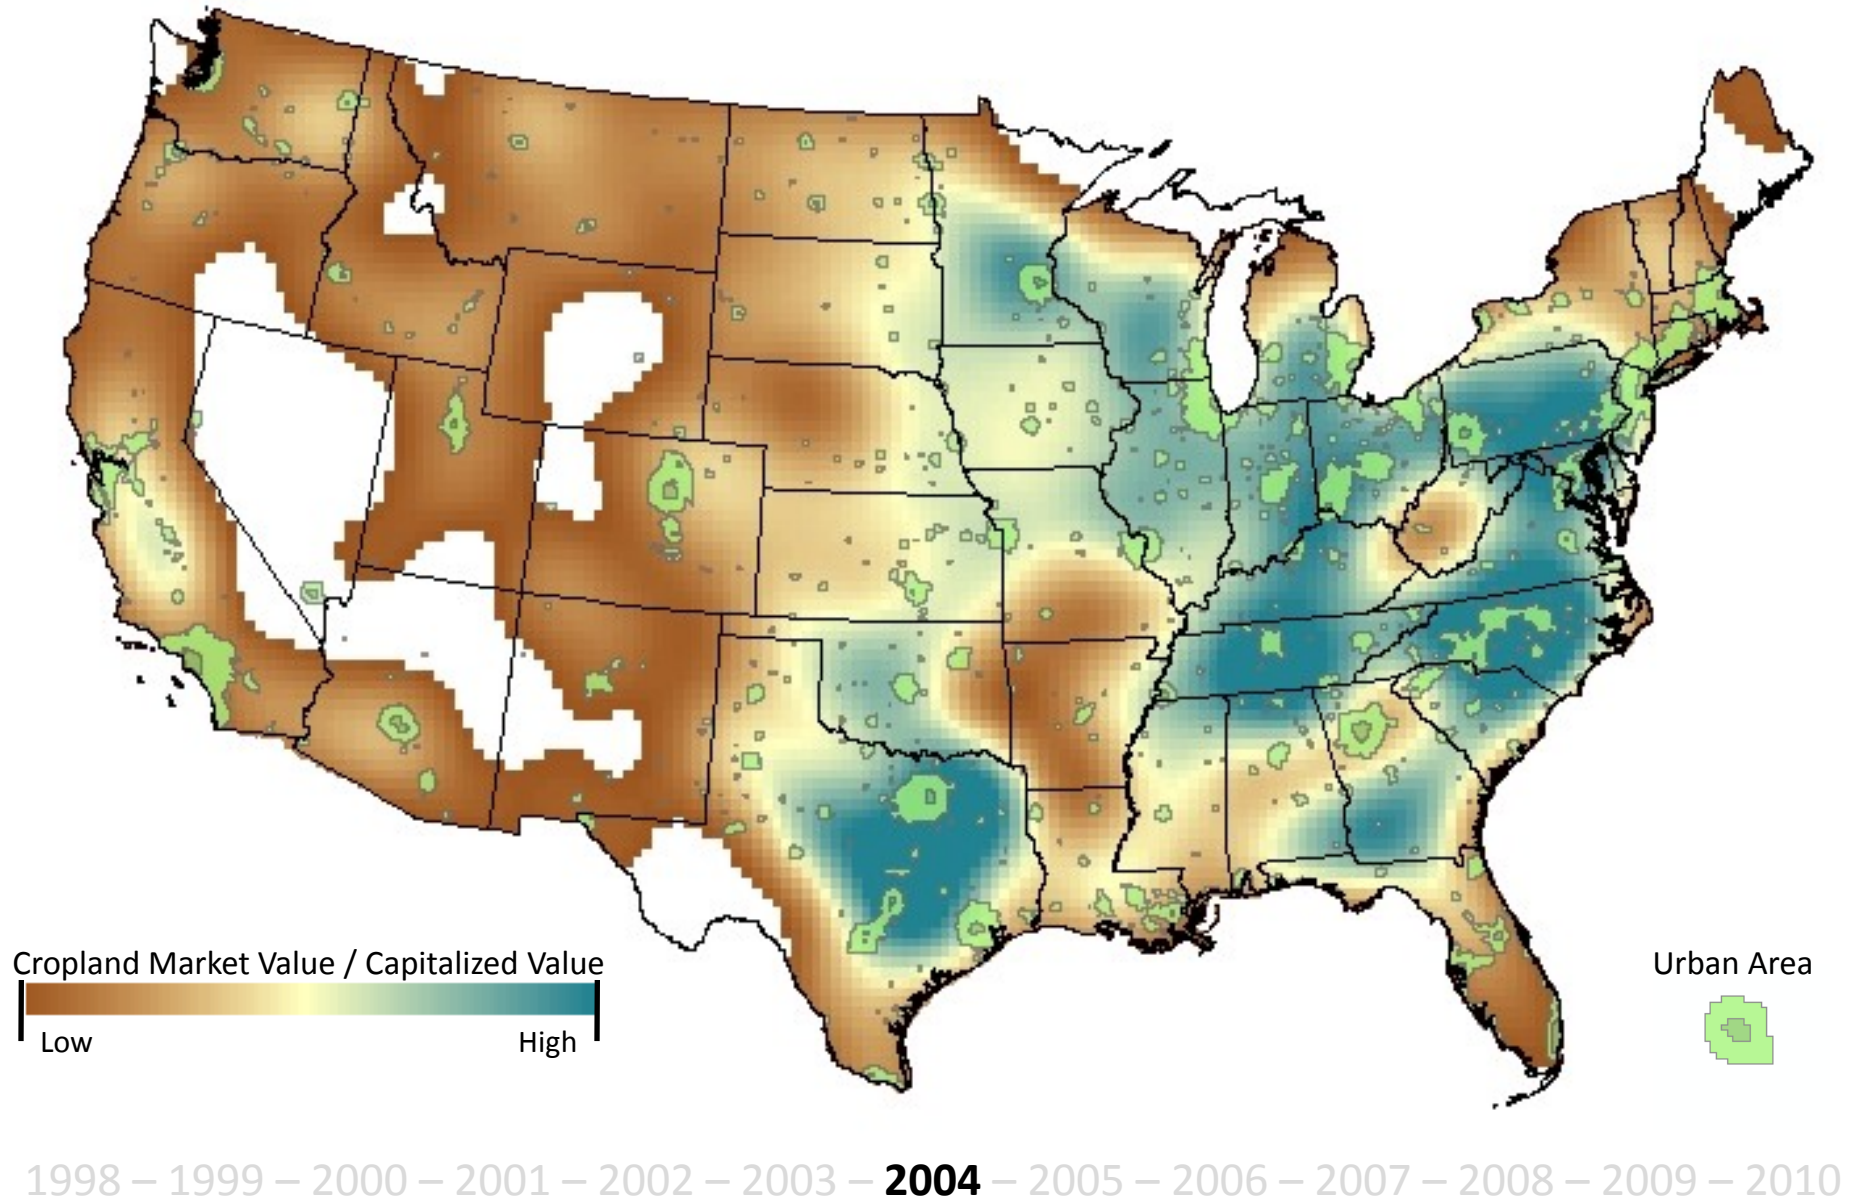 Cropland Market Value / Capitalized Value
Low
High
Urban Area
1998 – 1999 – 2000 – 2001 – 2002 – 2003 – 2004 – 2005 – 2006 – 2007 – 2008 – 2009 – 2010